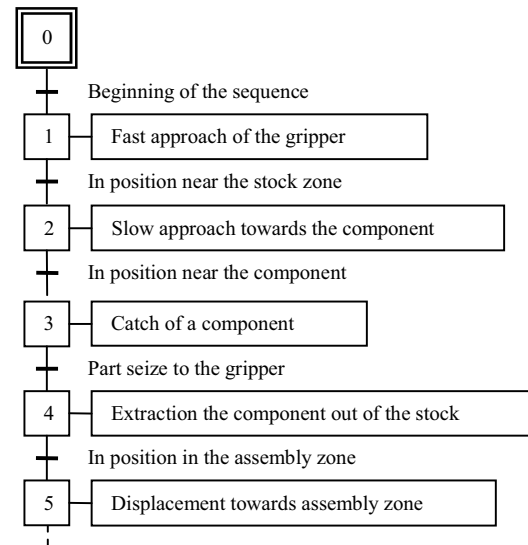 0
Beginning of the sequence
1 Fast approach of the gripper
In position near the stock zone
2 Slow approach towards the component
In position near the component
3 Catch of a component
Part seize to the gripper
4 Extraction the component out of the stock
In position in the assembly zone
5 Displacement towards assembly zone